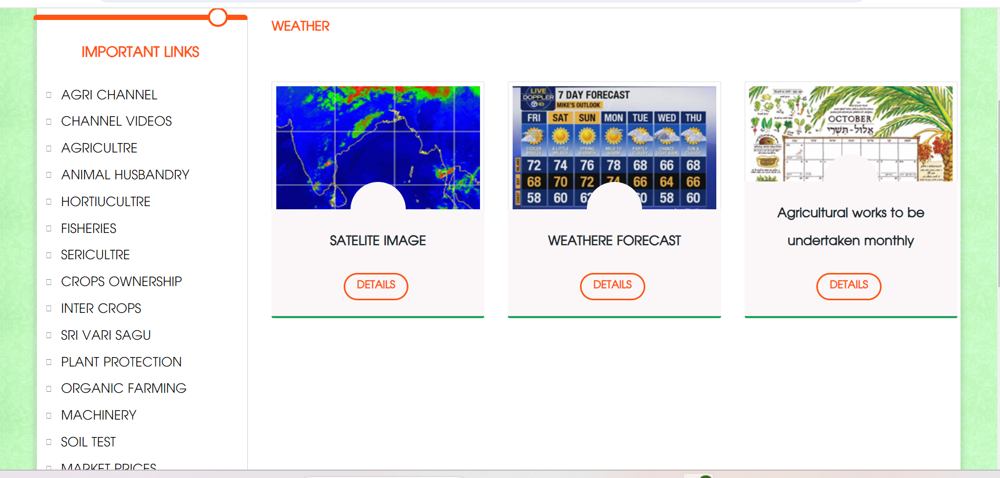 IMPORTANT LINKS
AGRI CHANNEL
CHANNEL VIDEOS
AGRICULTRE
ANIMAL HUSBANDRY
HORTIUCULTRE
FISHERIES
SERICULTRE
CROPS OWNERSHIP
INTER CROPS
SRI VARI SAGU
PLANT PROTECTION
ORGANIC FARMING
MACHINERY
SOIL TEST
MARKET PRICES
WEATHER
SATELITE IMAGE
DETAILS
LIVE
DOPPLER
7 HD
7 DAY FORECAST
MIKE'S OUTLOOK
FRI SAT SUN MON TUE WED THU
COOLER BREEZY A LITTLE MILDER SPRING WARMTH MILD TO WARM PARTLY CLOUDY CHANCE LIGHT RAIN SUN & CLOUDS
INLAND 72 74 76 78 68 66 68
BAY 68 70 72 74 66 64 66
COAST 58 60 58 60
WEATHERE FORECAST
DETAILS
OCTOBER
אלול-תשרי
Agricultural works to be
undertaken monthly
DETAILS